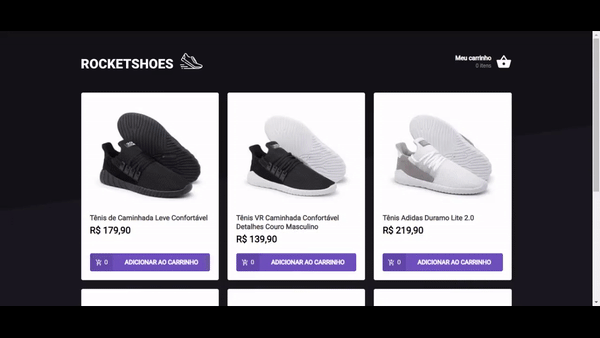 ROCKETSHOES
Meu carrinho
0 itens
Tênis de Caminhada Leve Confortável
R$ 179,90
0 ADICIONAR AO CARRINHO
Tênis VR Caminhada Confortável
Detalhes Couro Masculino
R$ 139,90
0 ADICIONAR AO CARRINHO
Tênis Adidas Duramo Lite 2.0
R$ 219,90
0 ADICIONAR AO CARRINHO